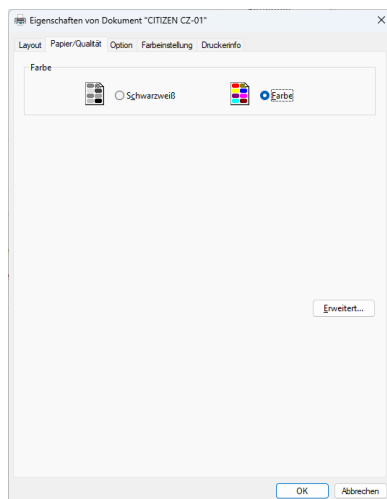 Eigenschaften von Dokument "CITIZEN CZ-01"
Layout Papier/Qualität Option Farbeinstellung Druckerinfo
Farbe
Schwarzweiß Farbe
Erweitert...
OK Abbrechen